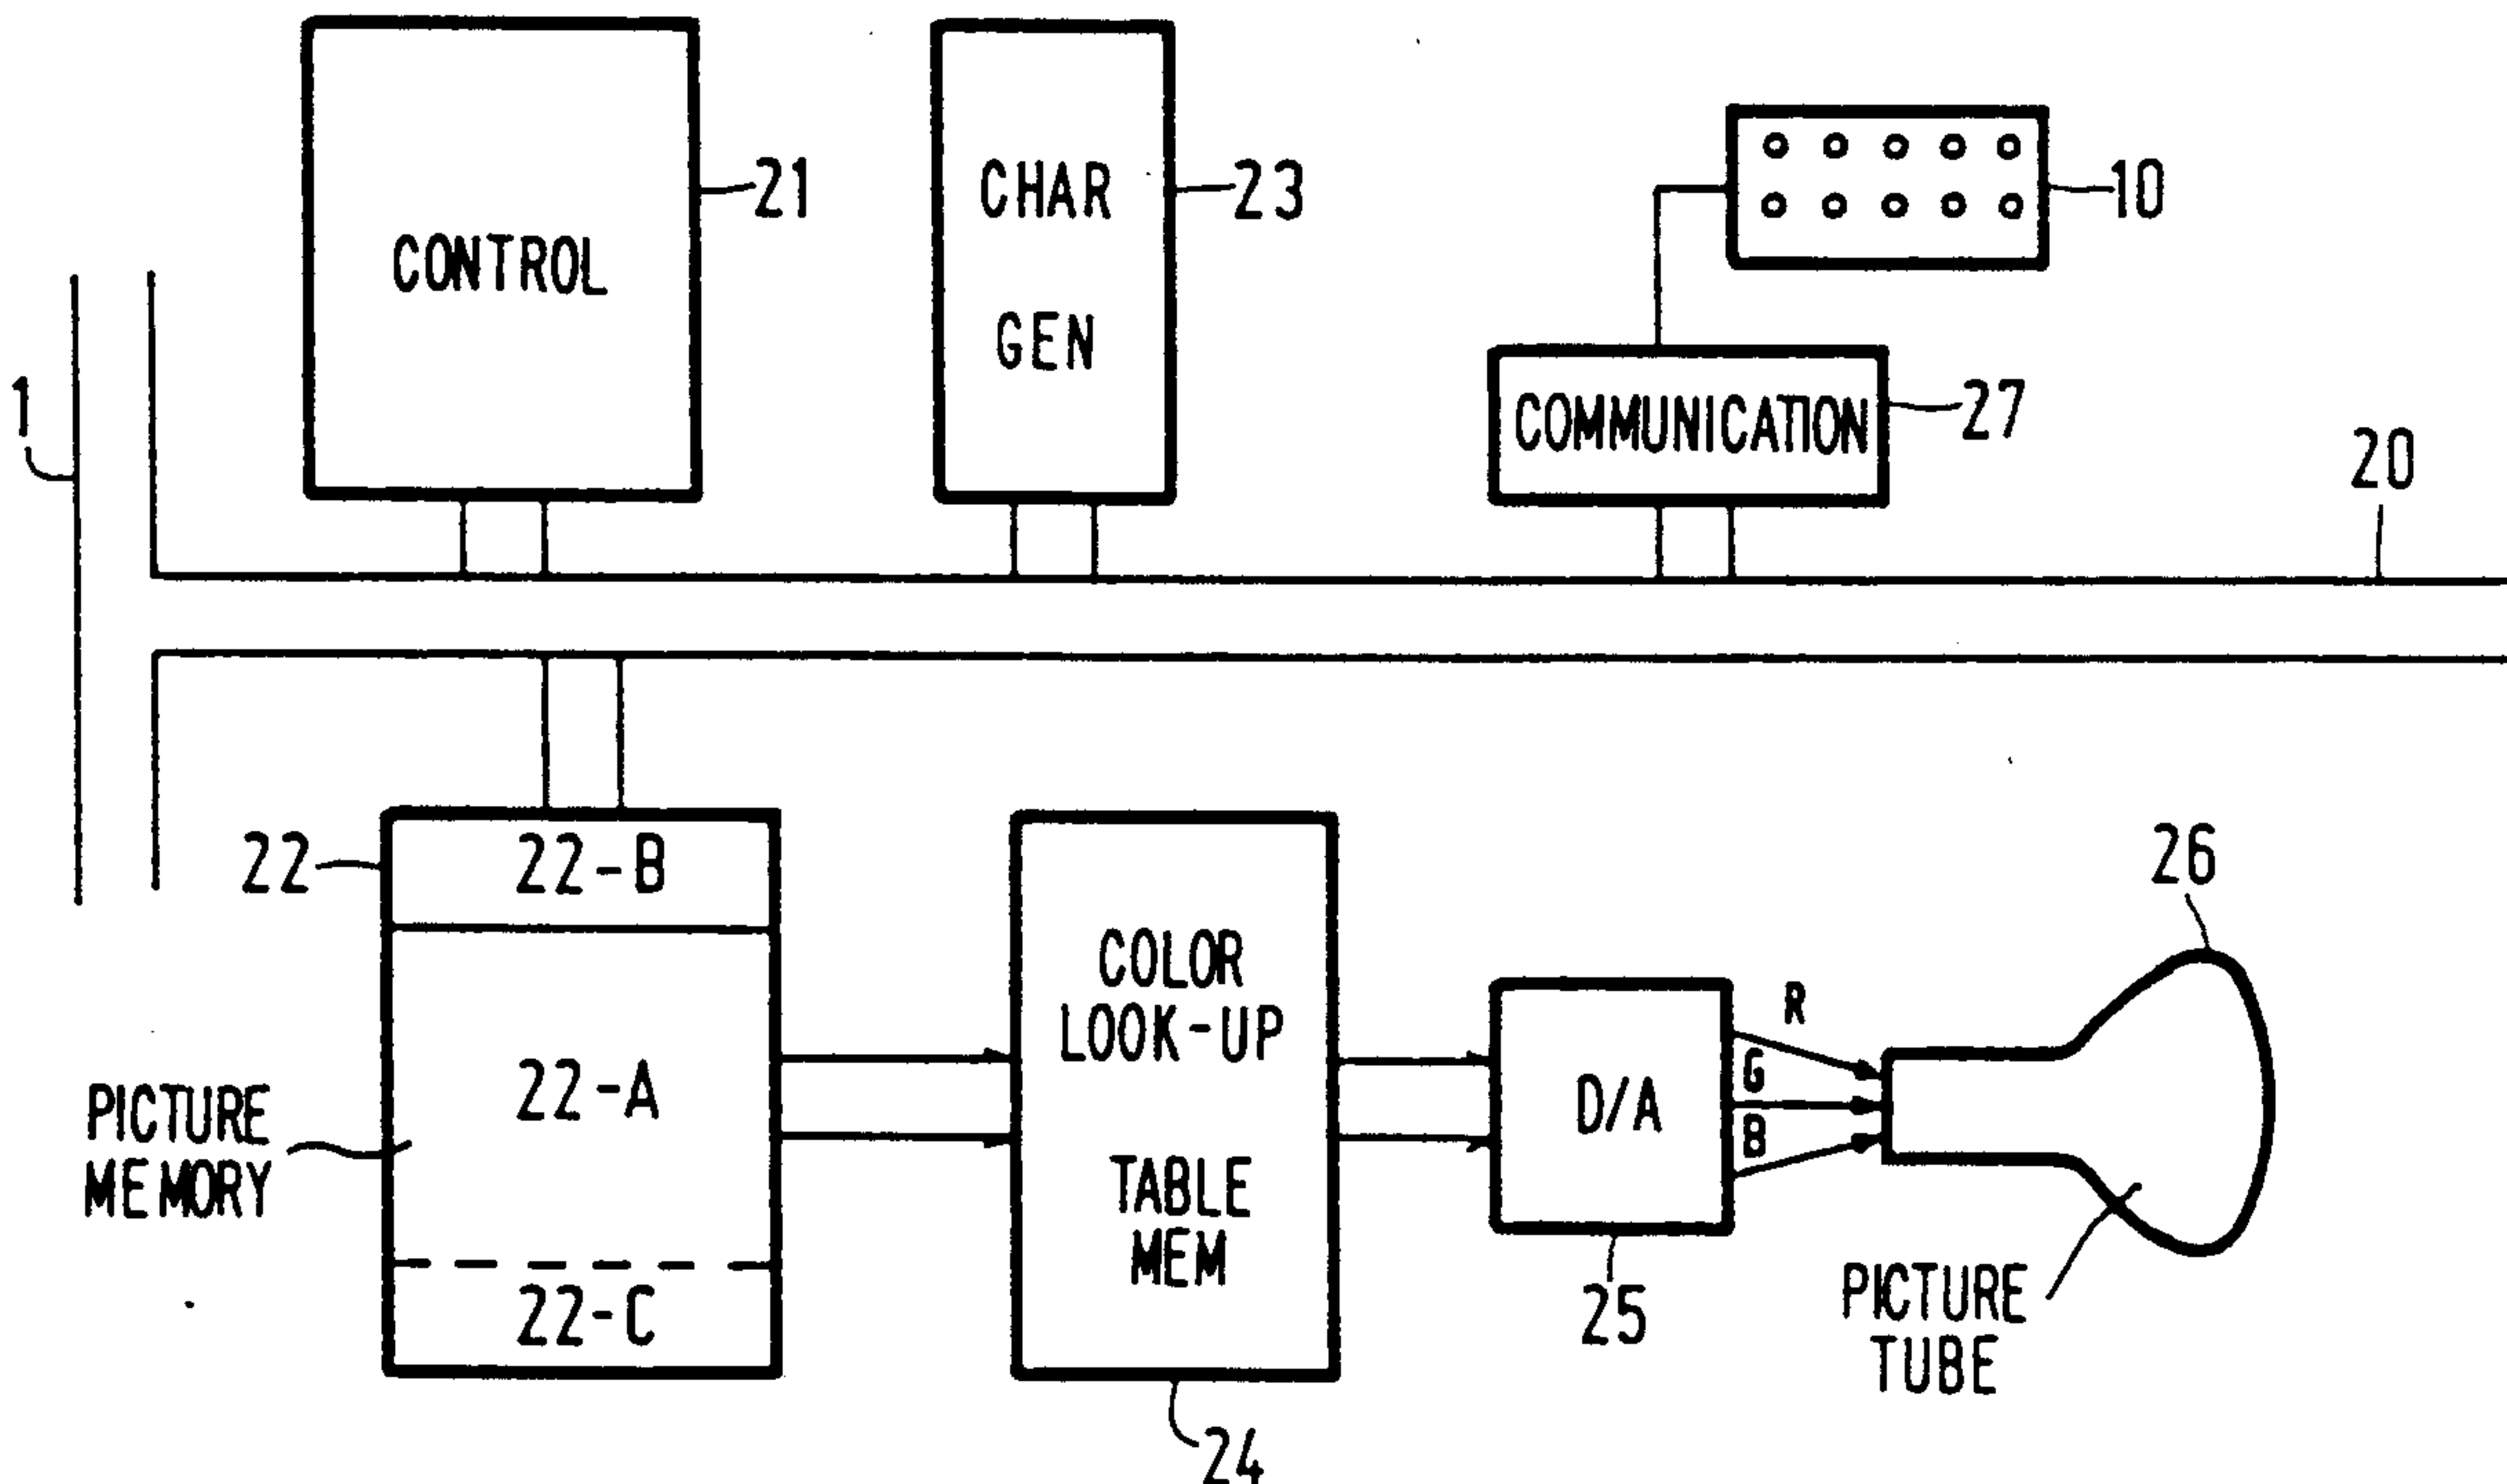 CONTROL
21
CHAR
GEN
23
10
COMMUNICATION
27
20
1
22
22-B
22-A
22-C
PICTURE
MEMORY
COLOR
LOOK-UP
TABLE
MEM
24
D/A
25
R
G
B
26
PICTURE
TUBE